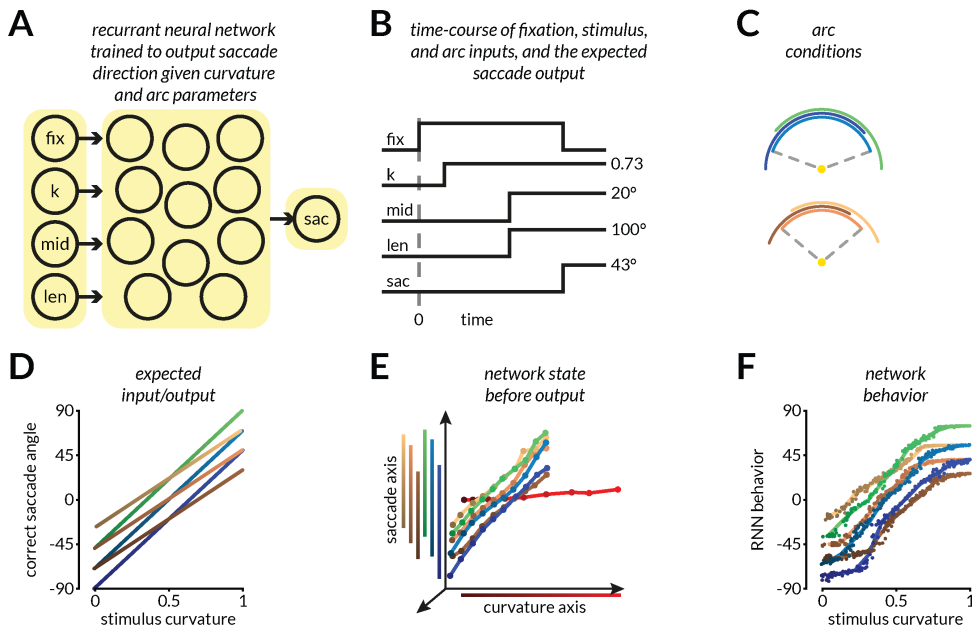 A
recurrant neural network
trained to output saccade
direction given curvature
and arc parameters
fix
k
mid
len
sac
B
time-course of fixation, stimulus,
and arc inputs, and the expected
saccade output
fix
k
0.73
mid
20º
len
100º
sac
43º
0
time
C
arc
conditions
D
expected
input/output
correct saccade angle
90
45
0
-45
-90
0
0.5
1
stimulus curvature
E
network state
before output
saccade axis
curvature axis
F
network
behavior
RNN behavior
90
45
0
-45
-90
0
0.5
1
stimulus curvature